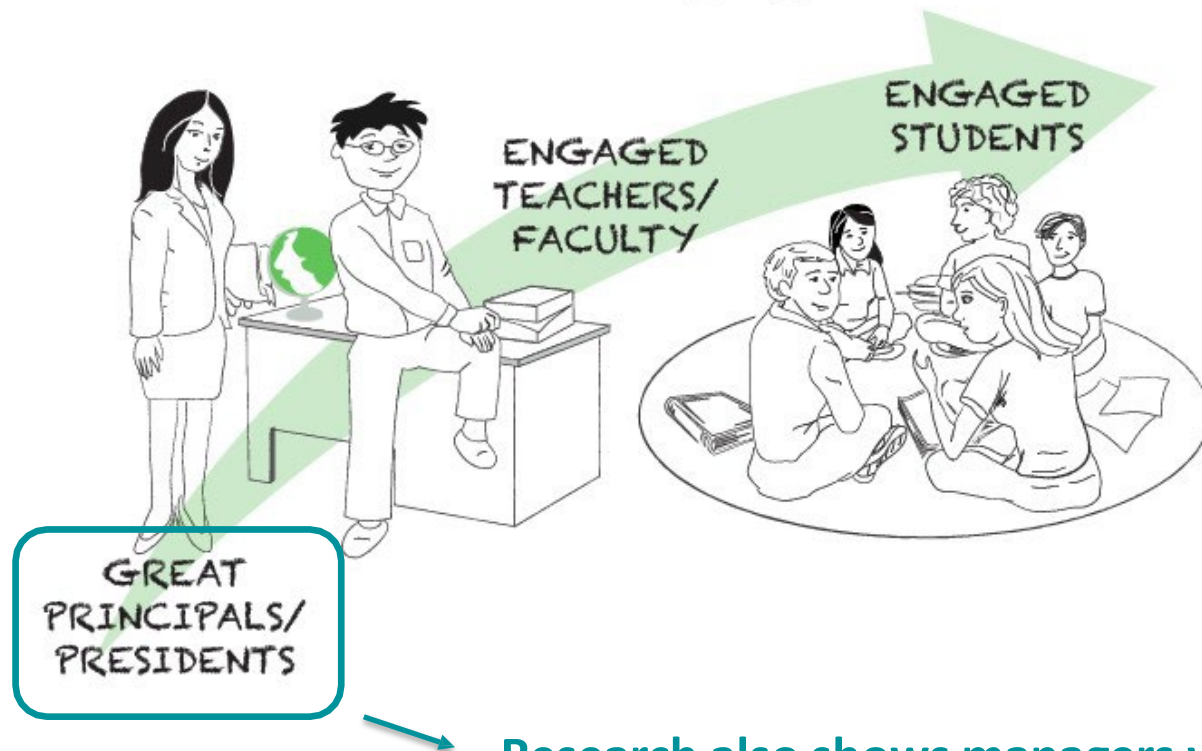 ENGAGED
STUDENTS
ENGAGED
TEACHERS/
FACULTY
GREAT
PRINCIPALS/
PRESIDENTS
Research also shows managers